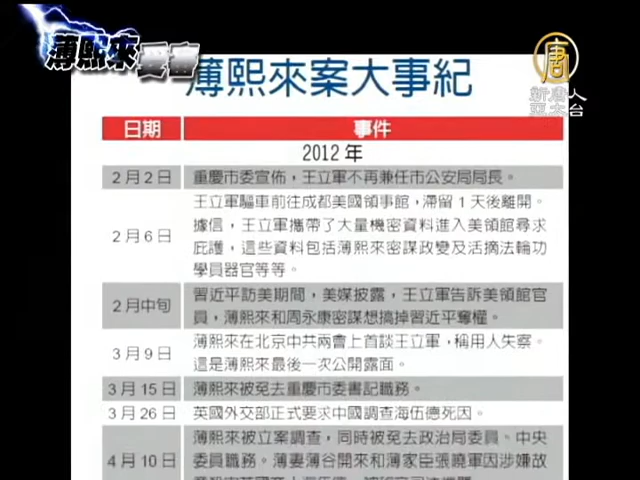 薄熙來受審
唐
新唐人
亞太台
薄熙來案大事紀
日期 事件
2012 年
2月2日 重慶市委宣佈，王立軍不再兼任市公安局局長。
王立軍驅車前往成都美國領事館，滯留1天後離開。
據信，王立軍攜帶了大量機密資料進入美領館尋求
2月6日 庇護，這些資料包括薄熙來密謀政變及活摘法輪功
學員器官等等。
2月中旬 習近平訪美期間，美媒披露，王立軍告訴美領館官
員，薄熙來和周永康密謀想搞掉習近平奪權。
3月9日 薄熙來在北京中共兩會上首談王立軍，稱用人失察。
這是薄熙來最後一次公開露面。
3月15日 薄熙來被免去重慶市委書記職務。
3月26日 英國外交部正式要求中國調查海伍德死因。
薄熙來被立案調查，同時被免去政治局委員、中央
4月10日 委員職務。薄妻薄谷開來和薄家臣張曉軍因涉嫌故